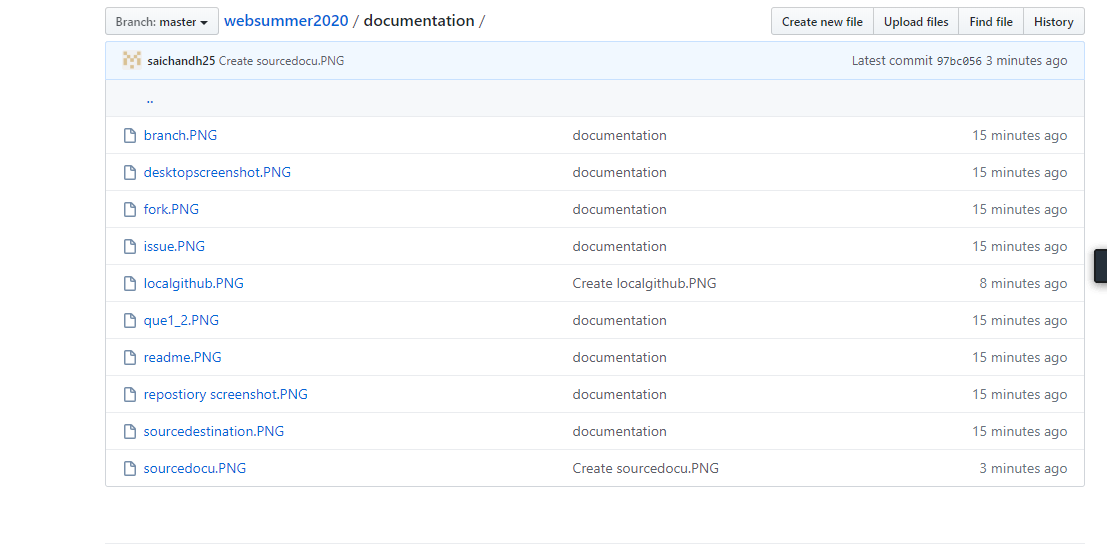 Branch: master websummer2020 / documentation / Create new file Upload files Find file History
saichandh25 Create sourcedocu.PNG Latest commit 97bc056 3 minutes ago
..
branch.PNG documentation 15 minutes ago
desktopscreenshot.PNG documentation 15 minutes ago
fork.PNG documentation 15 minutes ago
issue.PNG documentation 15 minutes ago
localgithub.PNG Create localgithub.PNG 8 minutes ago
que1_2.PNG documentation 15 minutes ago
readme.PNG documentation 15 minutes ago
repostiory screenshot.PNG documentation 15 minutes ago
sourcedestination.PNG documentation 15 minutes ago
sourcedocu.PNG Create sourcedocu.PNG 3 minutes ago